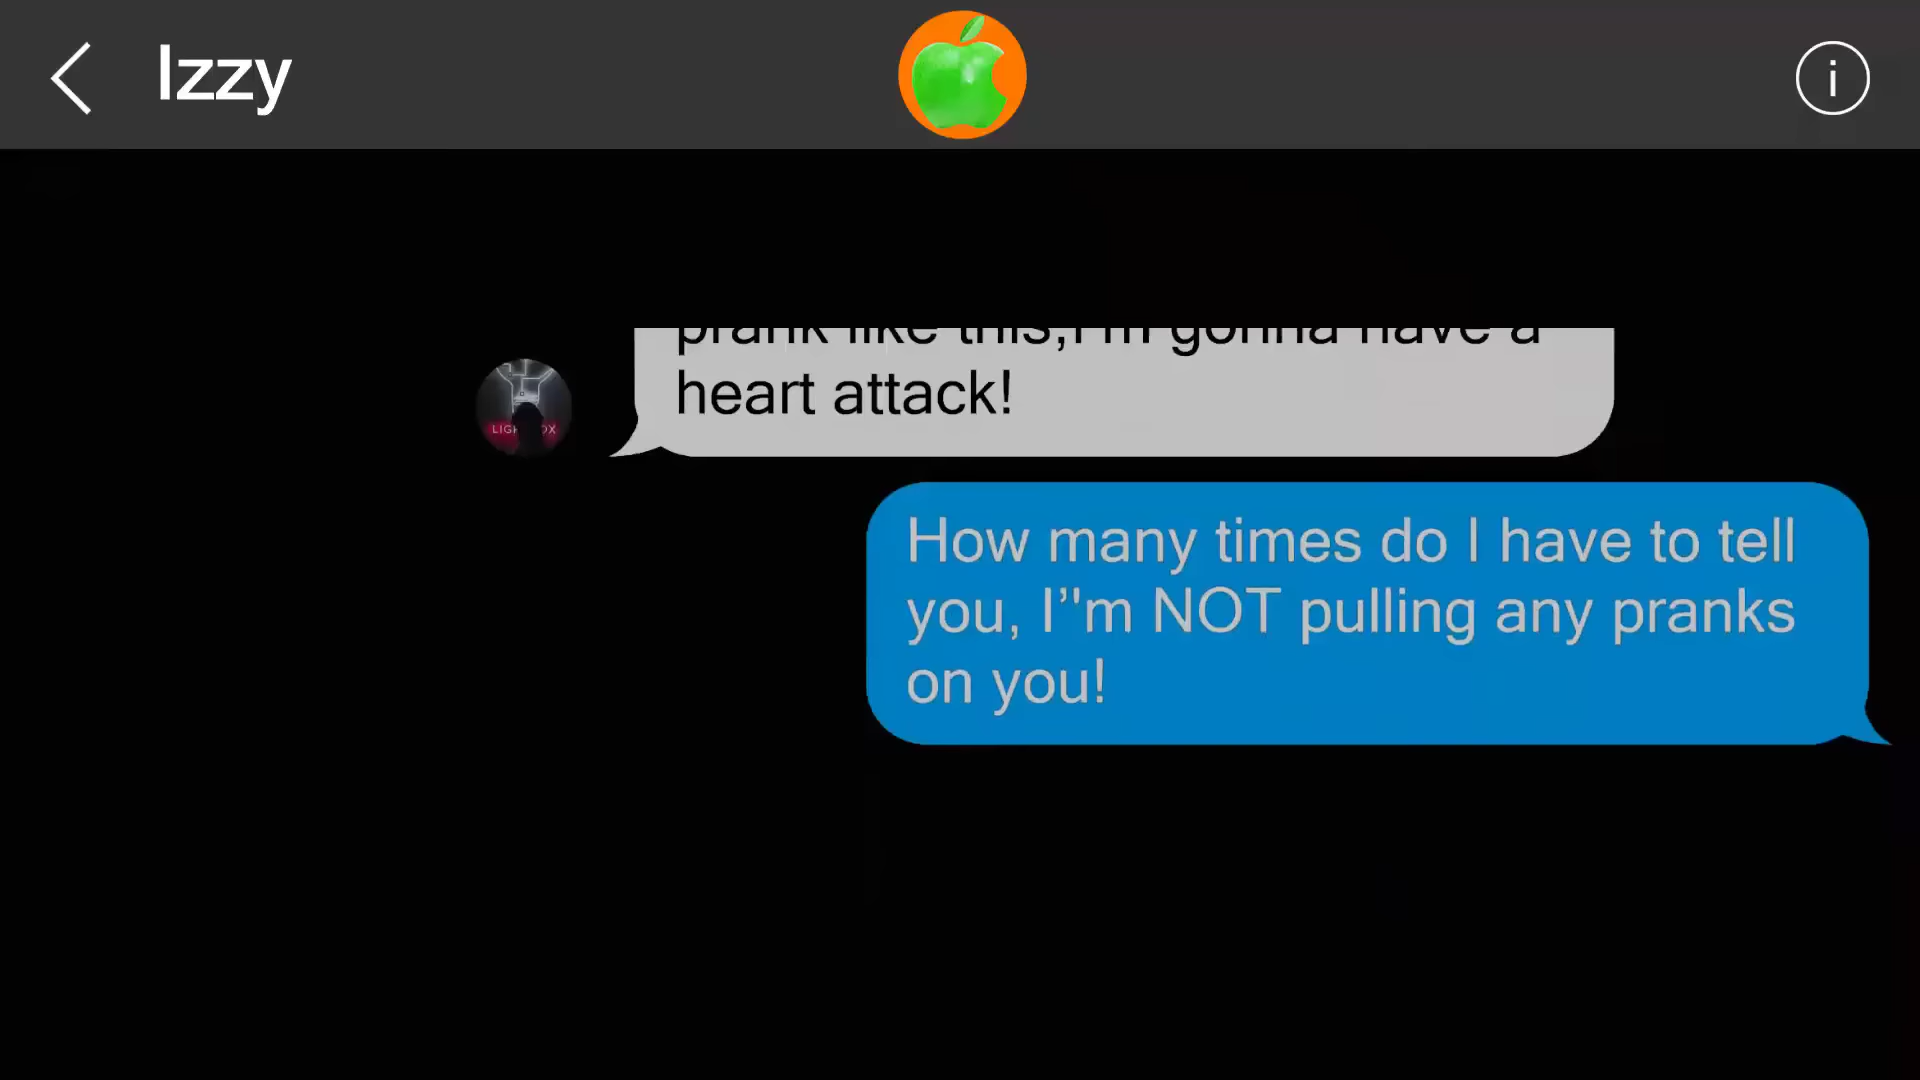 Izzy
i
prank like this,I'm gonna have a
heart attack!
How many times do I have to tell
you, I’"m NOT pulling any pranks
on you!